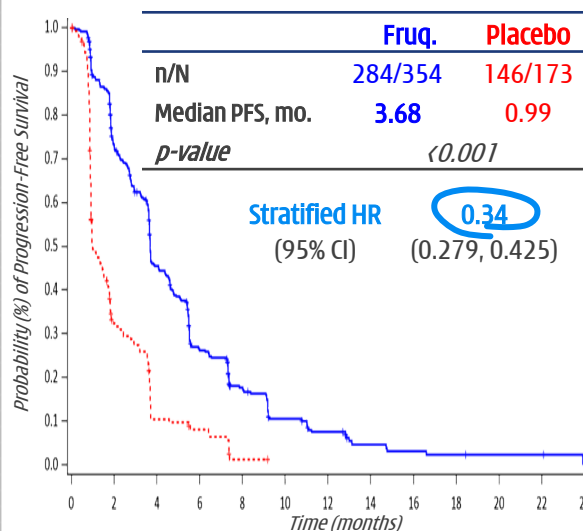 Fruq. Placebo
n/N 284/354 146/173
Median PFS, mo. 3.68 0.99
p-value <0.001
Stratified HR 0.34
(95% CI) (0.279, 0.425)
Probability (%) of Progression-Free Survival
1.0
0.9
0.8
0.7
0.6
0.5
0.4
0.3
0.2
0.1
0.0
0 2 4 6 8 10 12 14 16 18 20 22
Time (months)